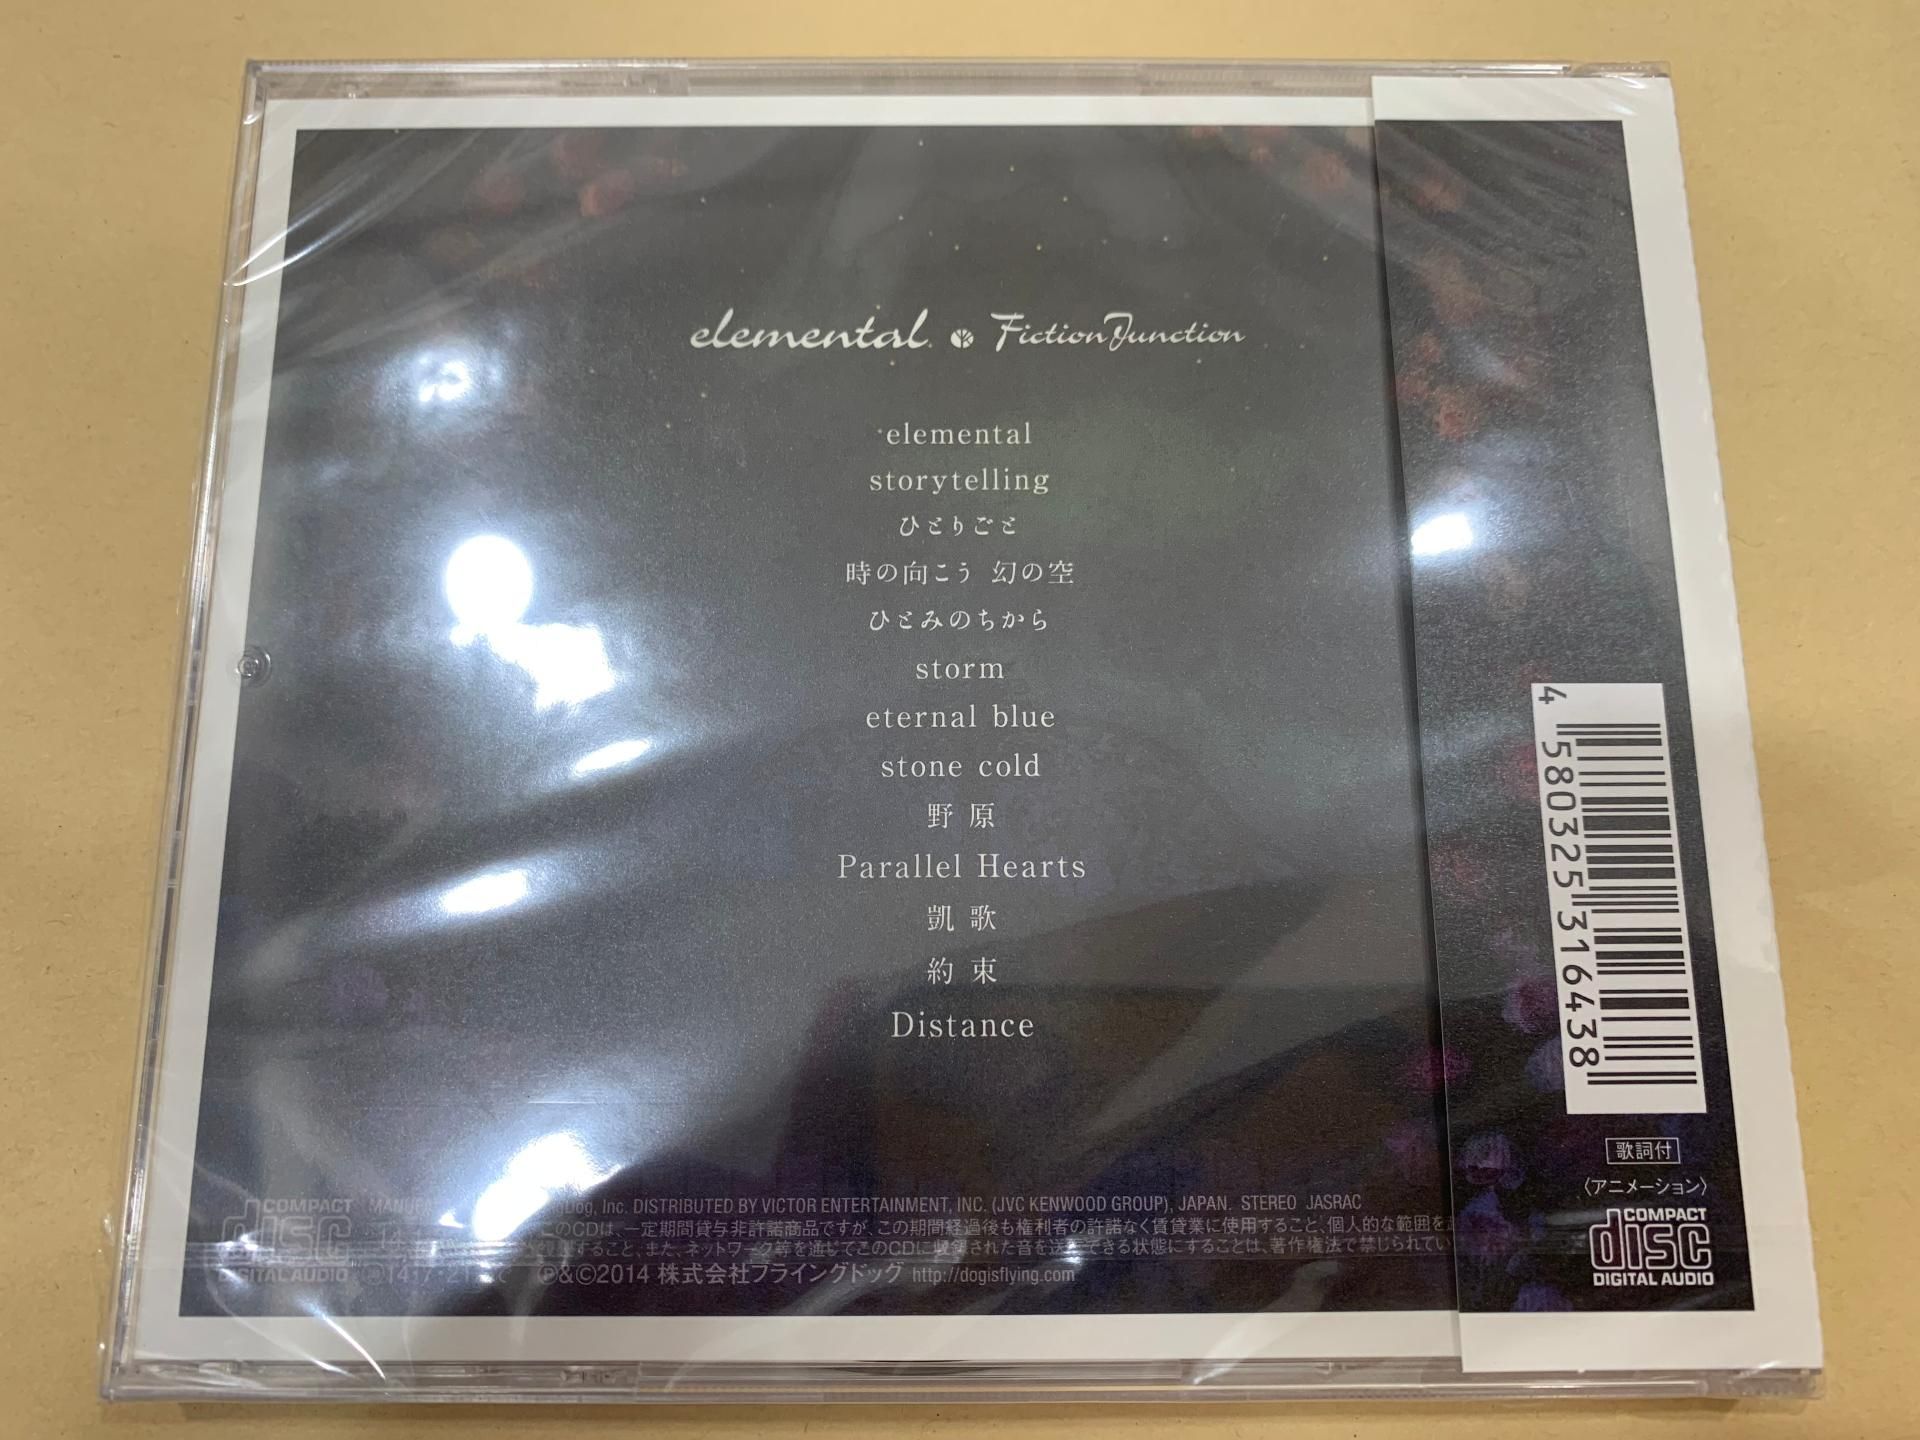 elemental FictionJunction
elemental
storytelling
ひとりごと
時の向こう 幻の空
ひとみのちから
storm
eternal blue
stone cold
野原
Parallel Hearts
凱歌
約束
Distance
COMPACT disc DIGITAL AUDIO
Inc. DISTRIBUTED BY VICTOR ENTERTAINMENT, INC. (JVC KENWOOD GROUP), JAPAN. STEREO JASRAC
このCDは、一定期間貸与非許諾商品ですが、この期間経過後も権利者の許諾なく賃貸業に使用すること、個人的な範囲を
すること、また、ネットワーク等を通じてこのCDに収録された音を送信できる状態にすることは、著作権法で禁じられてい
℗&©2014 株式会社フライングドッグ http://dogisflying.com
4 580325 316438
歌詞付
〈アニメーション〉
COMPACT
disc
DIGITAL AUDIO